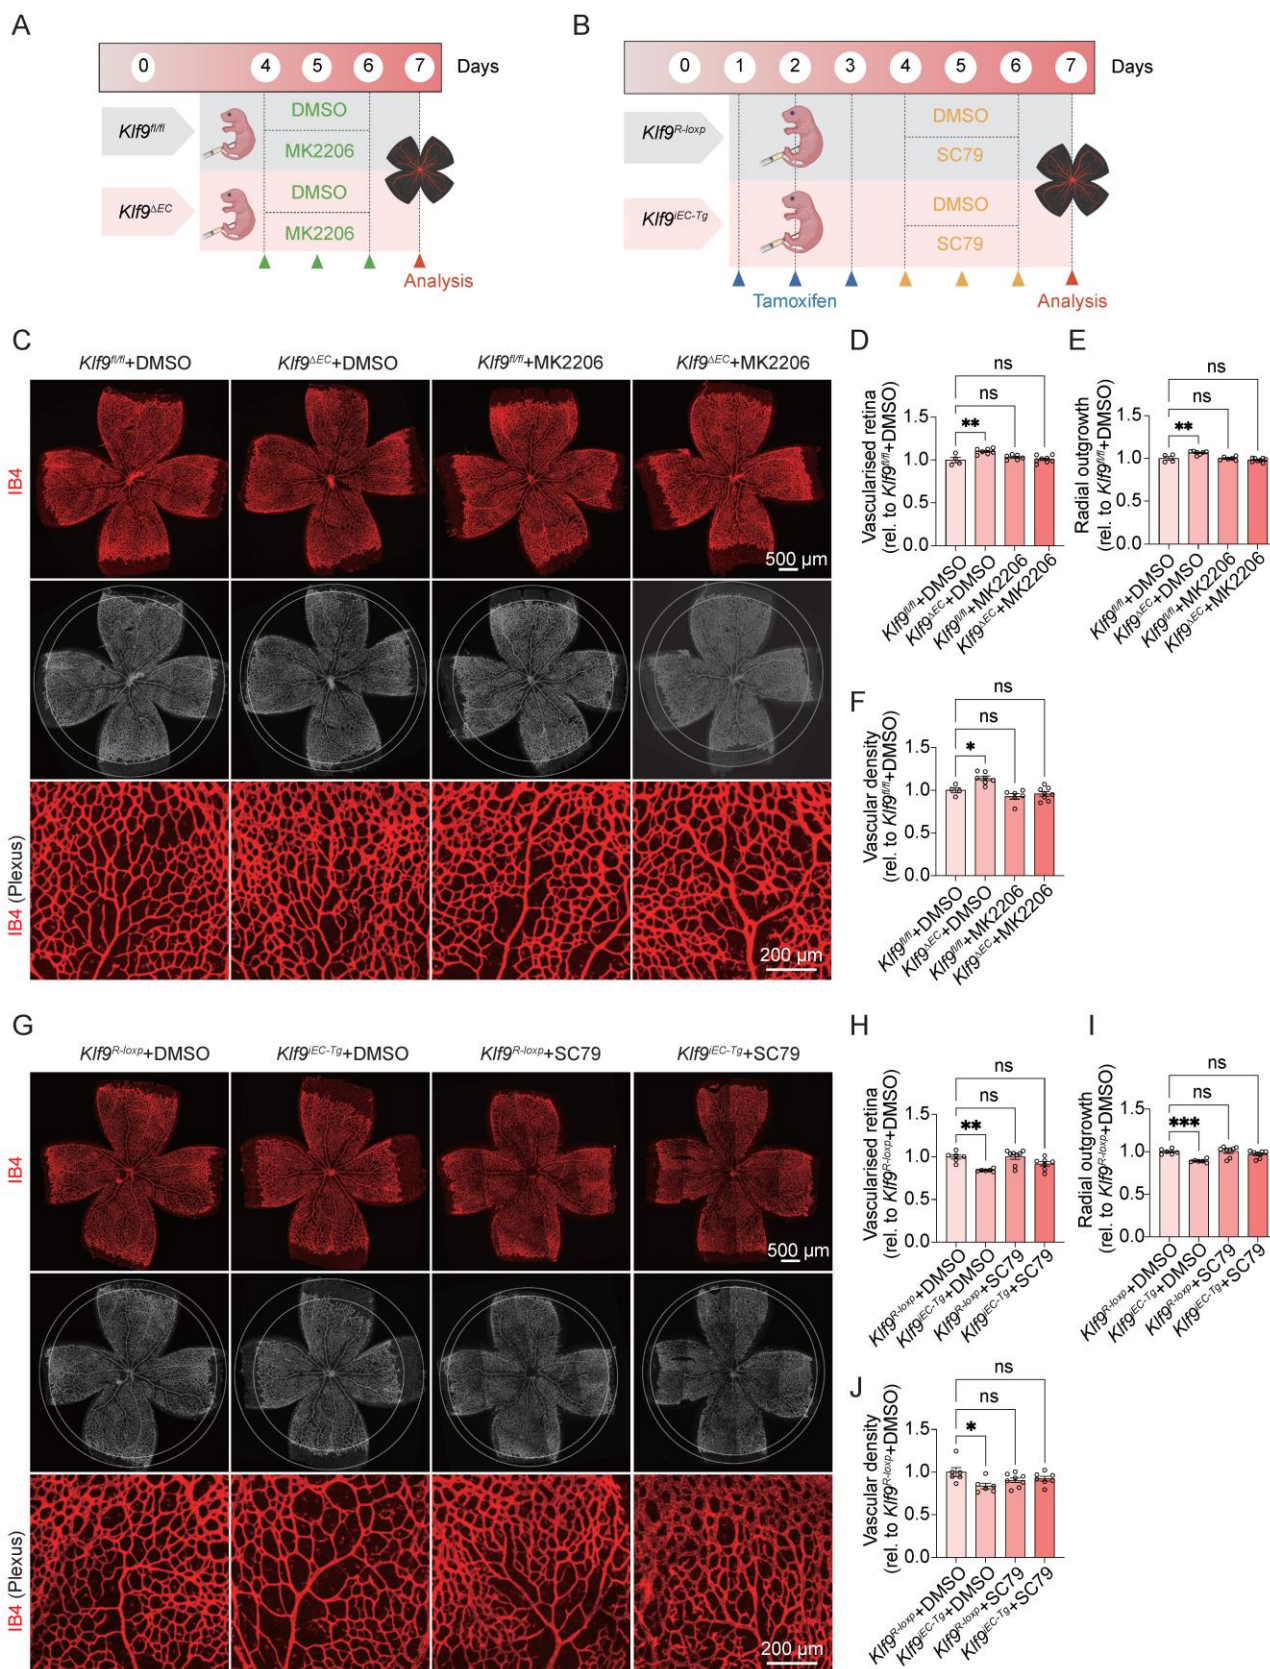 A
0 4 5 6 7 Days
Klf9fl/fl
DMSO
MK2206
Klf9ΔEC
DMSO
MK2206
Analysis
B
0 1 2 3 4 5 6 7 Days
Klf9R-loxp
DMSO
SC79
Klf9iEC-Tg
DMSO
SC79
Tamoxifen
Analysis
C
Klf9fl/fl+DMSO Klf9ΔEC+DMSO Klf9fl/fl+MK2206 Klf9ΔEC+MK2206
IB4
500 µm
IB4 (Plexus)
200 µm
D
Vascularised retina
(rel. to Klf9fl/fl+DMSO)
ns
ns
**
1.5
1.0
0.5
0.0
Klf9fl/fl+DMSO
Klf9ΔEC+DMSO
Klf9fl/fl+MK2206
Klf9ΔEC+MK2206
E
Radial outgrowth
(rel. to Klf9fl/fl+DMSO)
ns
ns
**
1.5
1.0
0.5
0.0
Klf9fl/fl+DMSO
Klf9ΔEC+DMSO
Klf9fl/fl+MK2206
Klf9ΔEC+MK2206
F
Vascular density
(rel. to Klf9fl/fl+DMSO)
ns
ns
*
1.5
1.0
0.5
0.0
Klf9fl/fl+DMSO
Klf9ΔEC+DMSO
Klf9fl/fl+MK2206
Klf9ΔEC+MK2206
G
Klf9R-loxp+DMSO Klf9iEC-Tg+DMSO Klf9R-loxp+SC79 Klf9iEC-Tg+SC79
IB4
500 µm
IB4 (Plexus)
200 µm
H
Vascularised retina
(rel. to Klf9R-loxp+DMSO)
ns
ns
**
1.5
1.0
0.5
0.0
Klf9R-loxp+DMSO
Klf9iEC-Tg+DMSO
Klf9R-loxp+SC79
Klf9iEC-Tg+SC79
I
Radial outgrowth
(rel. to Klf9R-loxp+DMSO)
ns
ns
***
1.5
1.0
0.5
0.0
Klf9R-loxp+DMSO
Klf9iEC-Tg+DMSO
Klf9R-loxp+SC79
Klf9iEC-Tg+SC79
J
Vascular density
(rel. to Klf9R-loxp+DMSO)
ns
ns
*
1.5
1.0
0.5
0.0
Klf9R-loxp+DMSO
Klf9iEC-Tg+DMSO
Klf9R-loxp+SC79
Klf9iEC-Tg+SC79